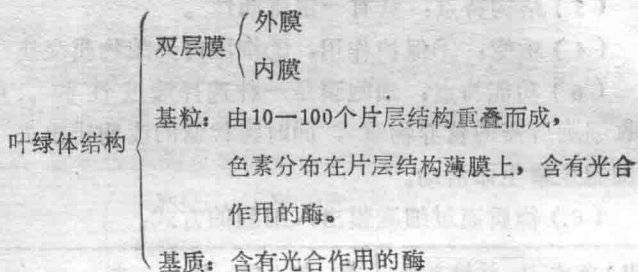 外膜
双层膜
内膜
基粒：由10—100个片层结构重叠而成，
叶绿体结构
色素分布在片层结构薄膜上，含有光合
作用的酶。
基质：含有光合作用的酶